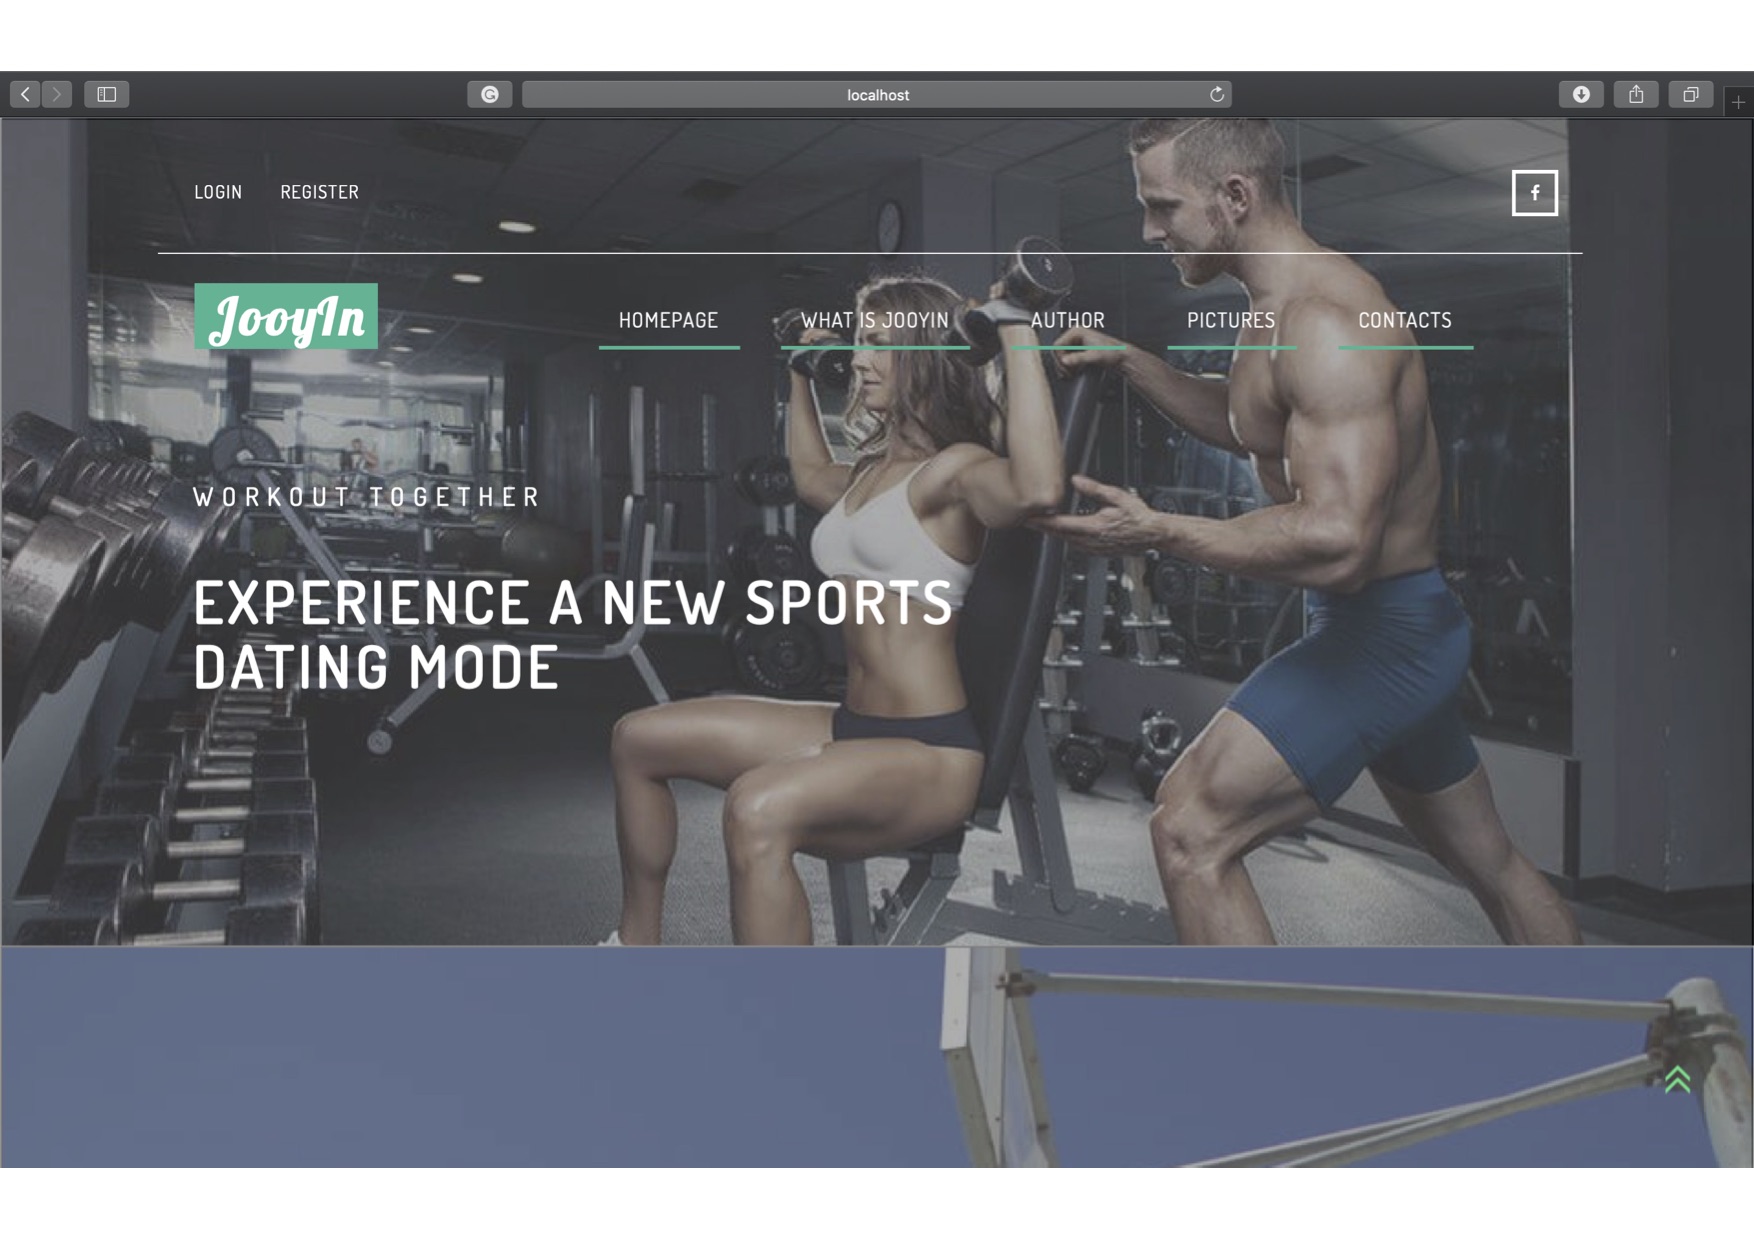 localhost
LOGIN REGISTER
f
JooyIn
HOMEPAGE WHAT IS JOOYIN AUTHOR PICTURES CONTACTS
WORKOUT TOGETHER
EXPERIENCE A NEW SPORTS
DATING MODE